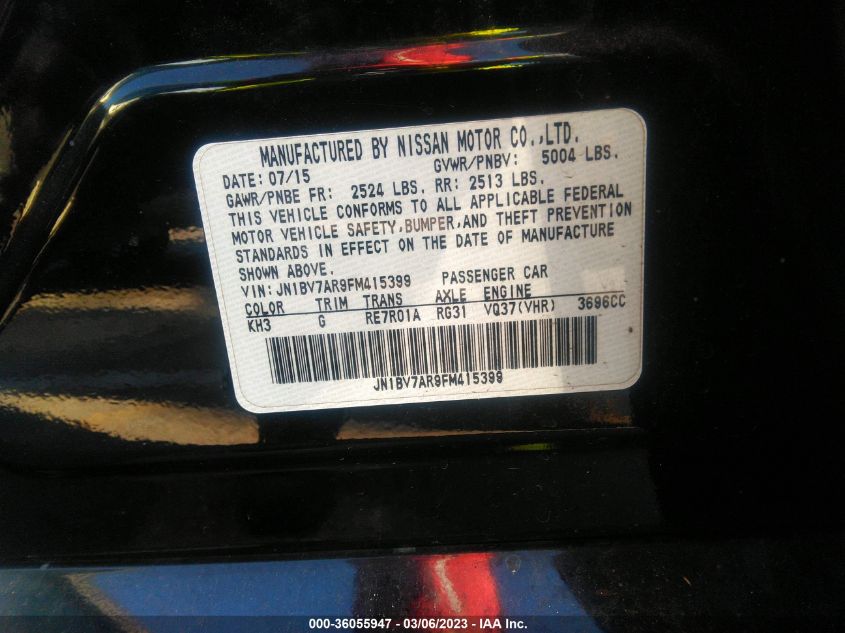 MANUFACTURED BY NISSAN MOTOR CO.,LTD.
DATE: 07/15 GVWR/PNBV: 5004 LBS.
GAWR/PNBE FR: 2524 LBS. RR: 2513 LBS.
THIS VEHICLE CONFORMS TO ALL APPLICABLE FEDERAL
MOTOR VEHICLE SAFETY,BUMPER,AND THEFT PREVENTION
STANDARDS IN EFFECT ON THE DATE OF MANUFACTURE
SHOWN ABOVE.
VIN: JN1BV7AR9FM415399 PASSENGER CAR
COLOR TRIM TRANS AXLE ENGINE
KH3 G RE7R01A RG31 VQ37(VHR) 3696CC
JN1BV7AR9FM415399
000-36055947 - 03/06/2023 - IAA Inc.